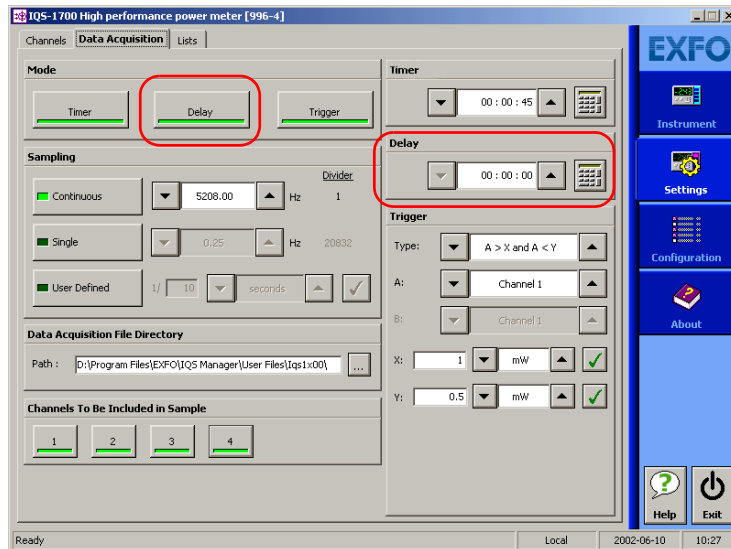 IQS-1700 High performance power meter [996-4]
Channels Data Acquisition Lists
Mode
Timer Delay Trigger
Sampling
Divider
Continuous 5208.00 Hz 1
Single 0.25 Hz 20832
User Defined 1/ 10 seconds
Data Acquisition File Directory
Path : D:\Program Files\EXFO\IQS Manager\User Files\Iqs1x00\ ...
Channels To Be Included in Sample
1 2 3 4
Timer
00 : 00 : 45
Delay
00 : 00 : 00
Trigger
Type: A > X and A < Y
A: Channel 1
B: Channel 1
X: 1 mW
Y: 0.5 mW
EXFO
Instrument
Settings
Configuration
About
Help Exit
Ready Local 2002-06-10 10:27